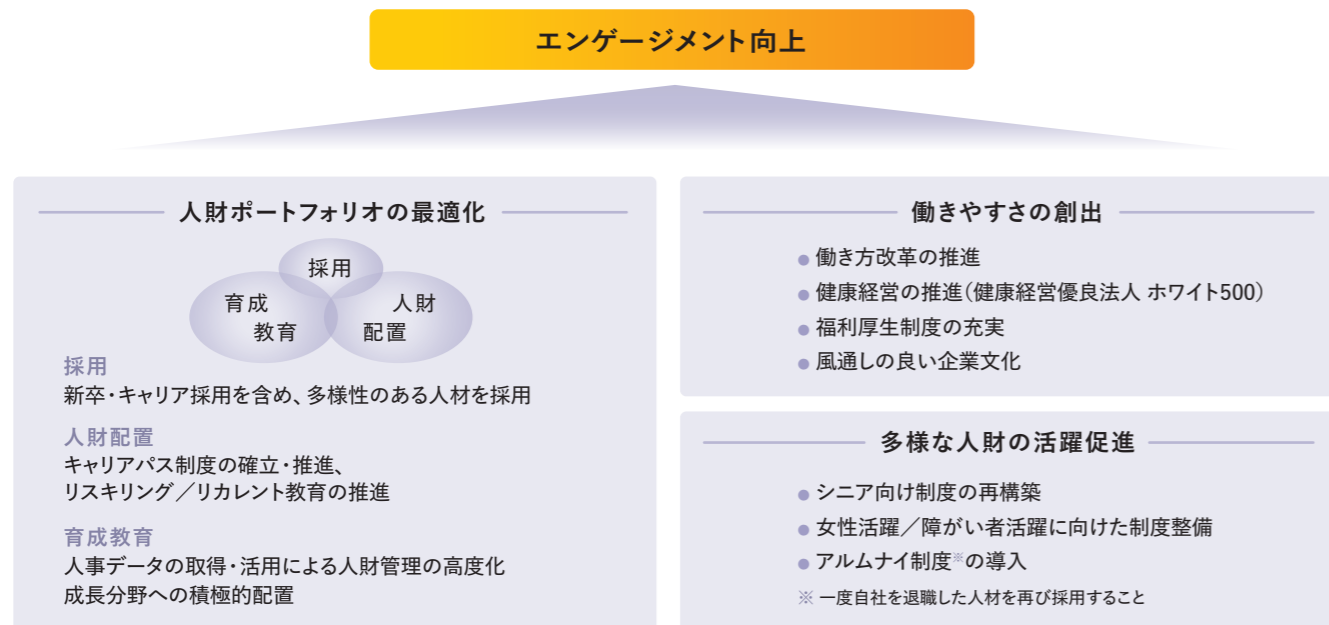 エンゲージメント向上
人財ポートフォリオの最適化
採用
育成
教育
人財
配置
採用
新卒・キャリア採用を含め、多様性のある人材を採用
人財配置
キャリアパス制度の確立・推進、
リスキリング／リカレント教育の推進
育成教育
人事データの取得・活用による人財管理の高度化
成長分野への積極的配置
働きやすさの創出
● 働き方改革の推進
● 健康経営の推進（健康経営優良法人 ホワイト500）
● 福利厚生制度の充実
● 風通しの良い企業文化
多様な人財の活躍促進
● シニア向け制度の再構築
● 女性活躍／障がい者活躍に向けた制度整備
● アルムナイ制度※の導入
※ 一度自社を退職した人材を再び採用すること